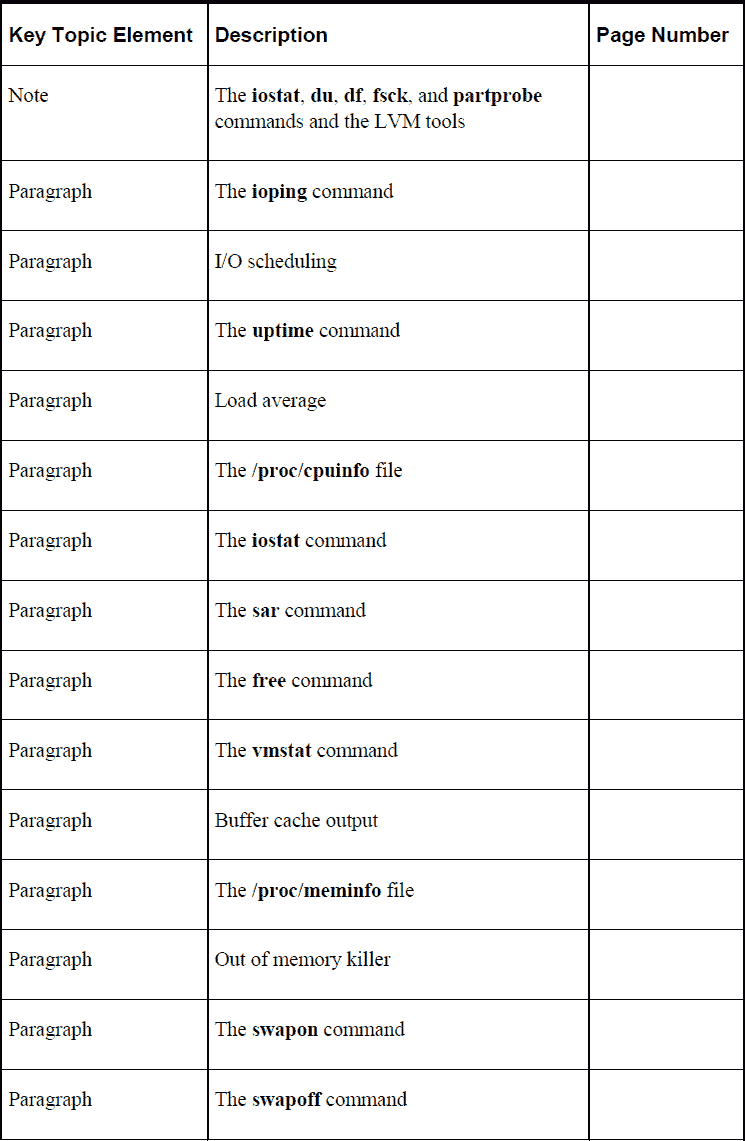 Key Topic Element Description Page Number
Note The iostat, du, df, fsck, and partprobe
commands and the LVM tools
Paragraph The ioping command
Paragraph I/O scheduling
Paragraph The uptime command
Paragraph Load average
Paragraph The /proc/cpuinfo file
Paragraph The iostat command
Paragraph The sar command
Paragraph The free command
Paragraph The vmstat command
Paragraph Buffer cache output
Paragraph The /proc/meminfo file
Paragraph Out of memory killer
Paragraph The swapon command
Paragraph The swapoff command